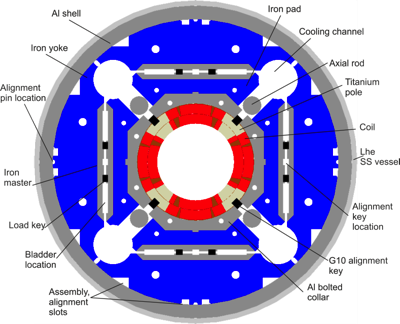 Al shell
Iron pad
Cooling channel
Iron yoke
Axial rod
Alignment
pin location
Titanium
pole
Coil
Lhe
SS vessel
Iron
master
Load key
Alignment
key
location
Bladder
location
G10 alignment
key
Assembly,
alignment
slots
Al bolted
collar